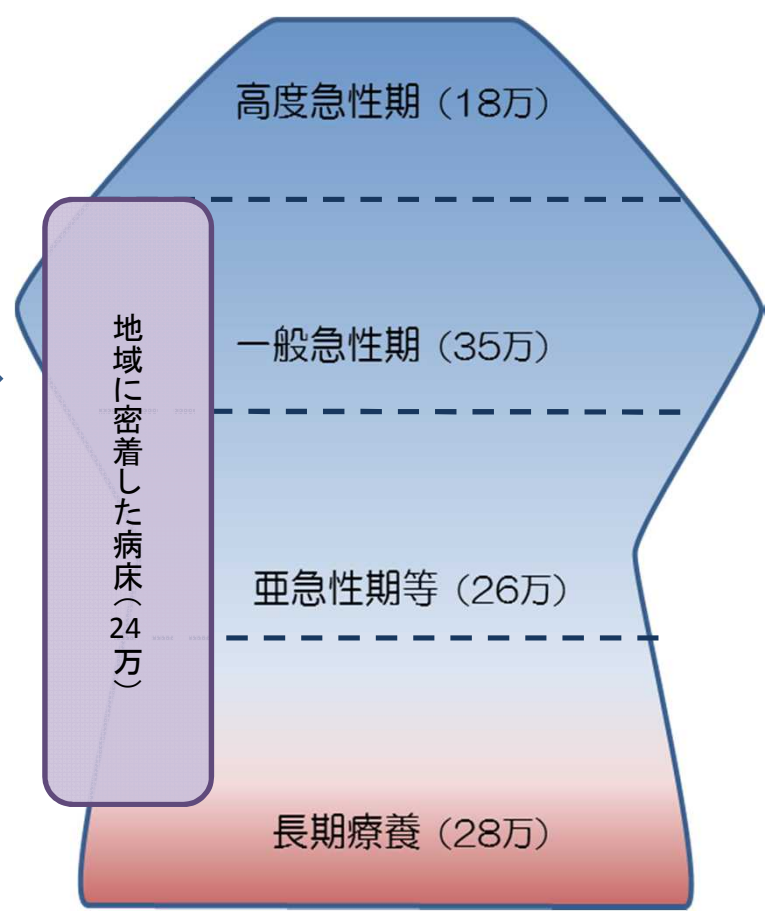 高度急性期（18万）
一般急性期（35万）
地域に密着した病床（24万）
亜急性期等（26万）
長期療養（28万）